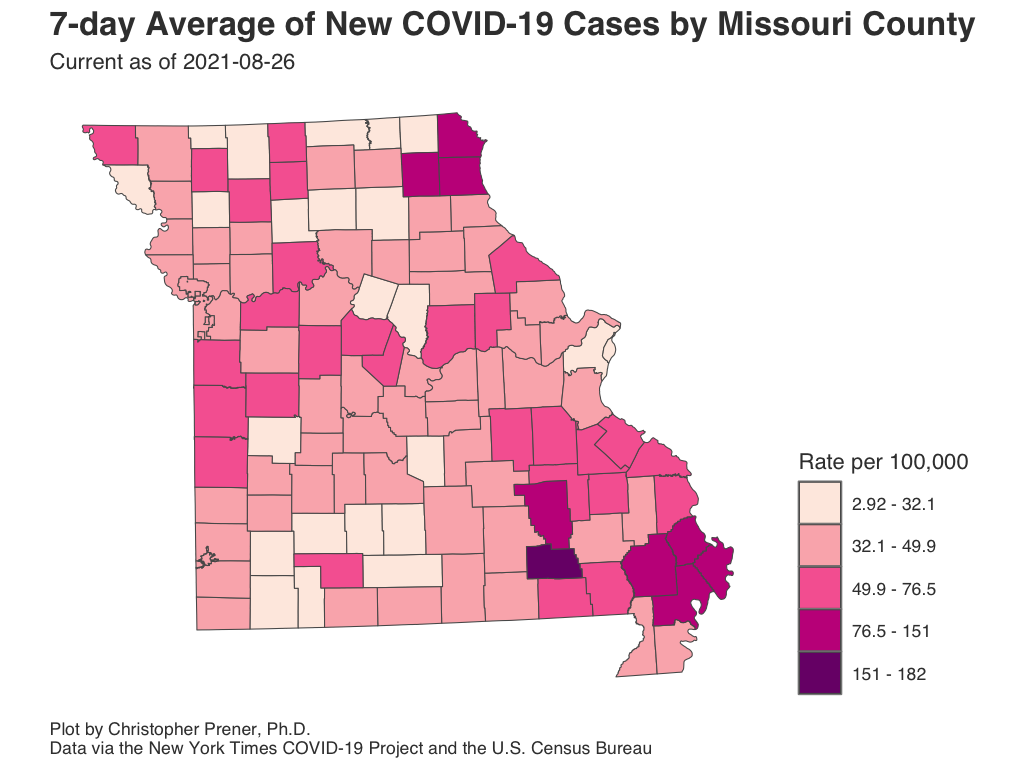 7-day Average of New COVID-19 Cases by Missouri County
Current as of 2021-08-26
Rate per 100,000
2.92 - 32.1
32.1 - 49.9
49.9 - 76.5
76.5 - 151
151 - 182
Plot by Christopher Prener, Ph.D.
Data via the New York Times COVID-19 Project and the U.S. Census Bureau